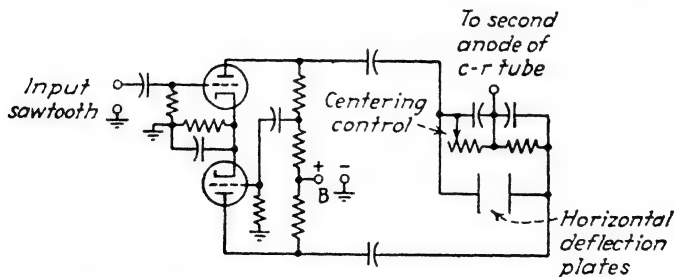 To second
anode of
c-r tube
Input
sawtooth
Centering
control
+ -
B
Horizontal
deflection
plates